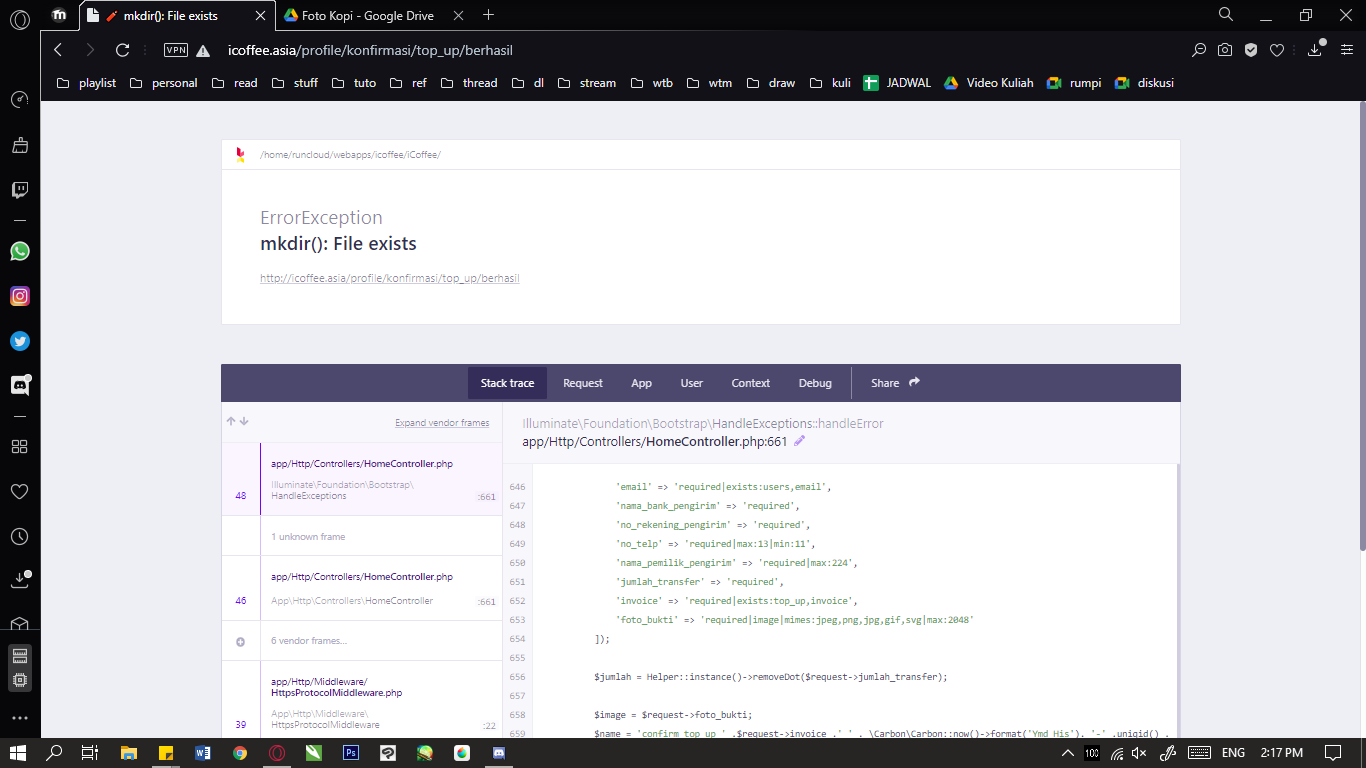 mkdir(): File exists
Foto Kopi - Google Drive
VPN
icoffee.asia/profile/konfirmasi/top_up/berhasil
playlist personal read stuff tuto ref thread dl stream wtb wtm draw kuli JADWAL Video Kuliah rumpi diskusi
/home/runcloud/webapps/icoffee/iCoffee/
ErrorException
mkdir(): File exists
http://icoffee.asia/profile/konfirmasi/top_up/berhasil
Stack trace Request App User Context Debug Share
Expand vendor frames
app/Http/Controllers/HomeController.php
Illuminate\Foundation\Bootstrap\
48 HandleExceptions :661
1 unknown frame
app/Http/Controllers/HomeController.php
46 App\Http\Controllers\HomeController :661
6 vendor frames...
app/Http/Middleware/
HttpsProtocolMiddleware.php
App\Http\Middleware\
39 HttpsProtocolMiddleware :22
Illuminate\Foundation\Bootstrap\HandleExceptions::handleError
app/Http/Controllers/HomeController.php:661
646 'email' => 'required|exists:users,email',
647 'nama_bank_pengirim' => 'required',
648 'no_rekening_pengirim' => 'required',
649 'no_telp' => 'required|max:13|min:11',
650 'nama_pemilik_pengirim' => 'required|max:224',
651 'jumlah_transfer' => 'required',
652 'invoice' => 'required|exists:top_up,invoice',
653 'foto_bukti' => 'required|image|mimes:jpeg,png,jpg,gif,svg|max:2048'
654 ]);
655
656 $jumlah = Helper::instance()->removeDot($request->jumlah_transfer);
657
658 $image = $request->foto_bukti;
659 $name = 'confirm_top_up_' .$request->invoice .'_' . \Carbon\Carbon::now()->format('Ymd_His'). '-' .uniqid() .
100
ENG
2:17 PM